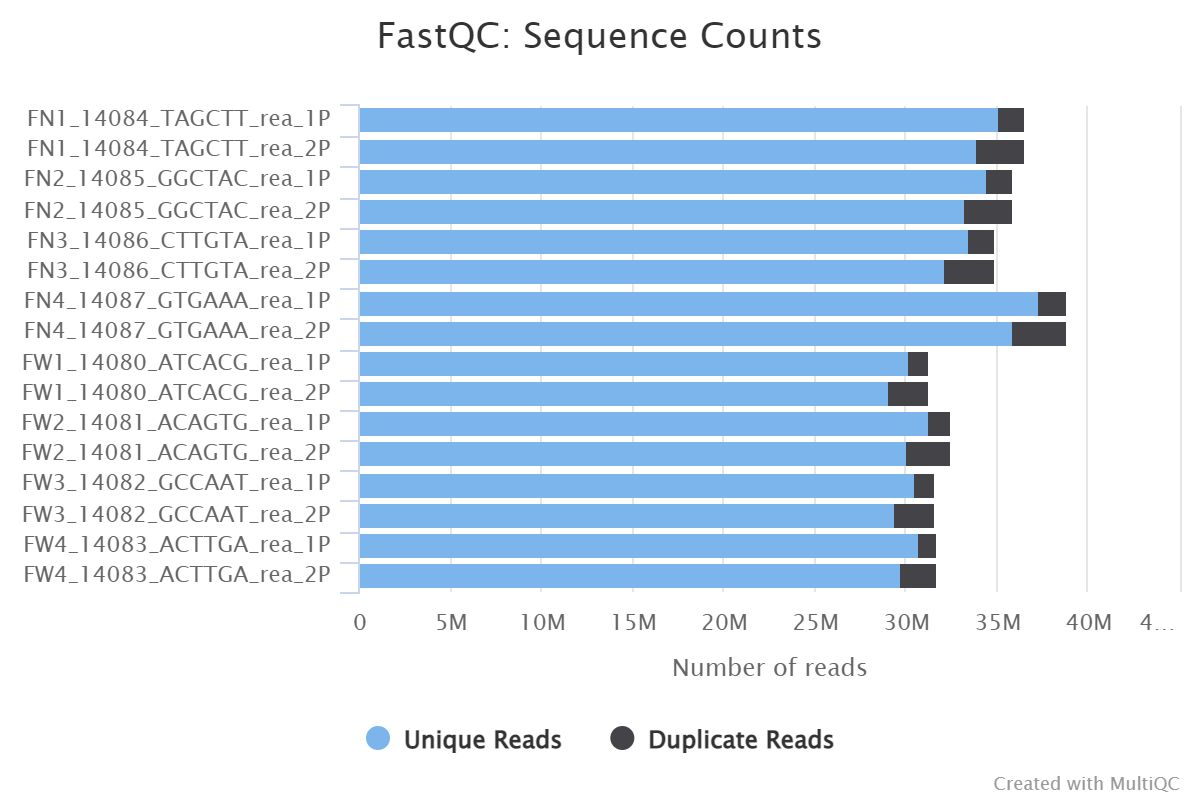 FastQC: Sequence Counts
FN1_14084_TAGCTT_rea_1P
FN1_14084_TAGCTT_rea_2P
FN2_14085_GGCTAC_rea_1P
FN2_14085_GGCTAC_rea_2P
FN3_14086_CTTGTA_rea_1P
FN3_14086_CTTGTA_rea_2P
FN4_14087_GTGAAA_rea_1P
FN4_14087_GTGAAA_rea_2P
FW1_14080_ATCACG_rea_1P
FW1_14080_ATCACG_rea_2P
FW2_14081_ACAGTG_rea_1P
FW2_14081_ACAGTG_rea_2P
FW3_14082_GCCAAT_rea_1P
FW3_14082_GCCAAT_rea_2P
FW4_14083_ACTTGA_rea_1P
FW4_14083_ACTTGA_rea_2P
0 5M 10M 15M 20M 25M 30M 35M 40M 4...
Number of reads
Unique Reads Duplicate Reads
Created with MultiQC